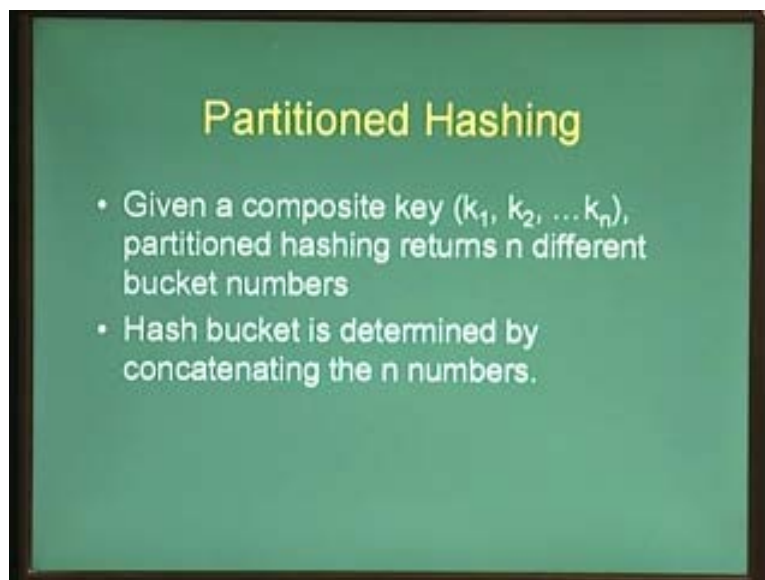 Partitioned Hashing
• Given a composite key (k₁, k₂, …kₙ),
partitioned hashing returns n different
bucket numbers
• Hash bucket is determined by
concatenating the n numbers.